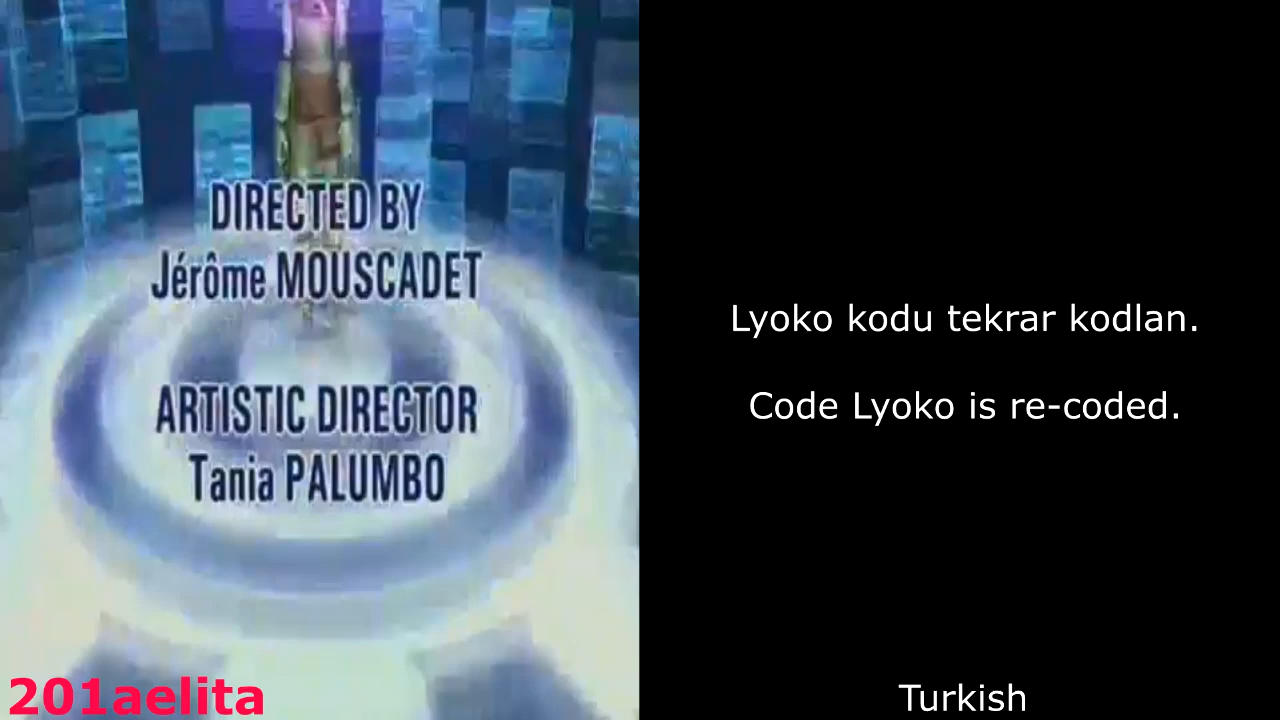 DIRECTED BY
Jérôme MOUSCADET
ARTISTIC DIRECTOR
Tania PALUMBO
201aelita
Lyoko kodu tekrar kodlan.
Code Lyoko is re-coded.
Turkish